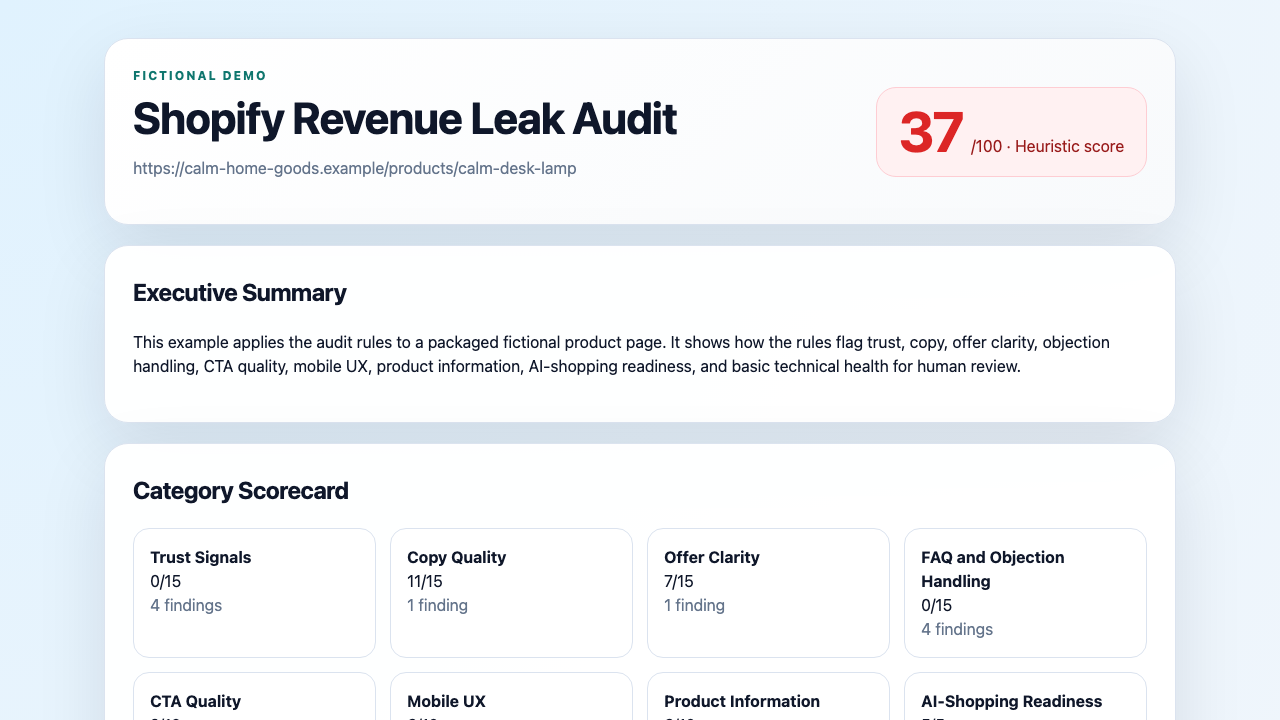 FICTIONAL DEMO
Shopify Revenue Leak Audit
https://calm-home-goods.example/products/calm-desk-lamp
37 /100 · Heuristic score
Executive Summary
This example applies the audit rules to a packaged fictional product page. It shows how the rules flag trust, copy, offer clarity, objection
handling, CTA quality, mobile UX, product information, AI-shopping readiness, and basic technical health for human review.
Category Scorecard
Trust Signals
0/15
4 findings
Copy Quality
11/15
1 finding
Offer Clarity
7/15
1 finding
FAQ and Objection
Handling
0/15
4 findings
CTA Quality
Mobile UX
Product Information
AI-Shopping Readiness